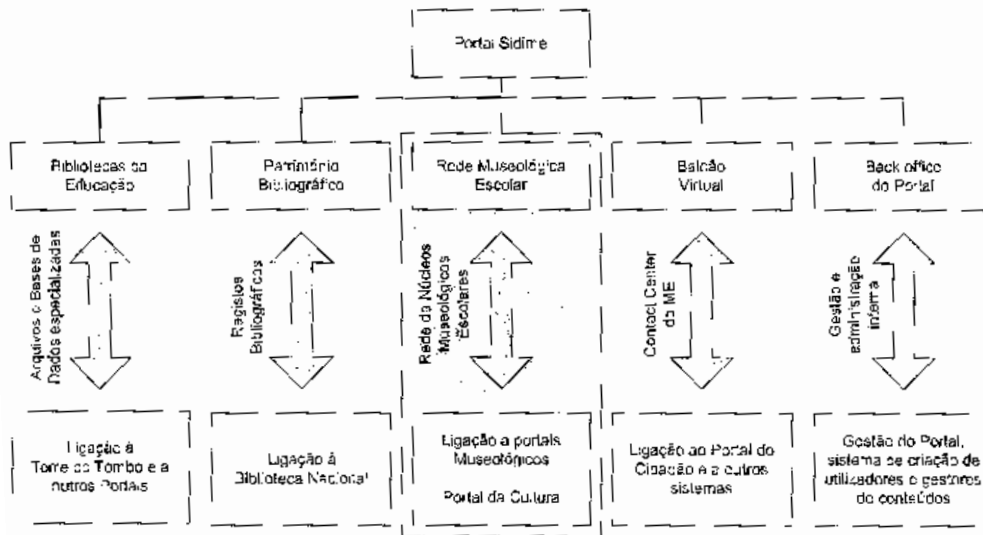 Portal Sidime
Bibliotecas da
Educação
Património
Bibliográfico
Rede Museológica
Escolar
Balcão
Virtual
Back office
do Portal
Arquivos e Bases de
Dados especializadas
Registos
Bibliográficos
Rede de Núcleos
Museológicos
Escolares
Contact Center
do ME
Gestão e
administração
interna
Ligação à
Torre do Tombo e a
outros Portais
Ligação à
Biblioteca Nacional
Ligação a portais
Museológicos
Portal da Cultura
Ligação ao Portal do
Cidadão e a outros
sistemas
Gestão do Portal,
sistema de criação de
utilizadores e gestores
de conteúdos